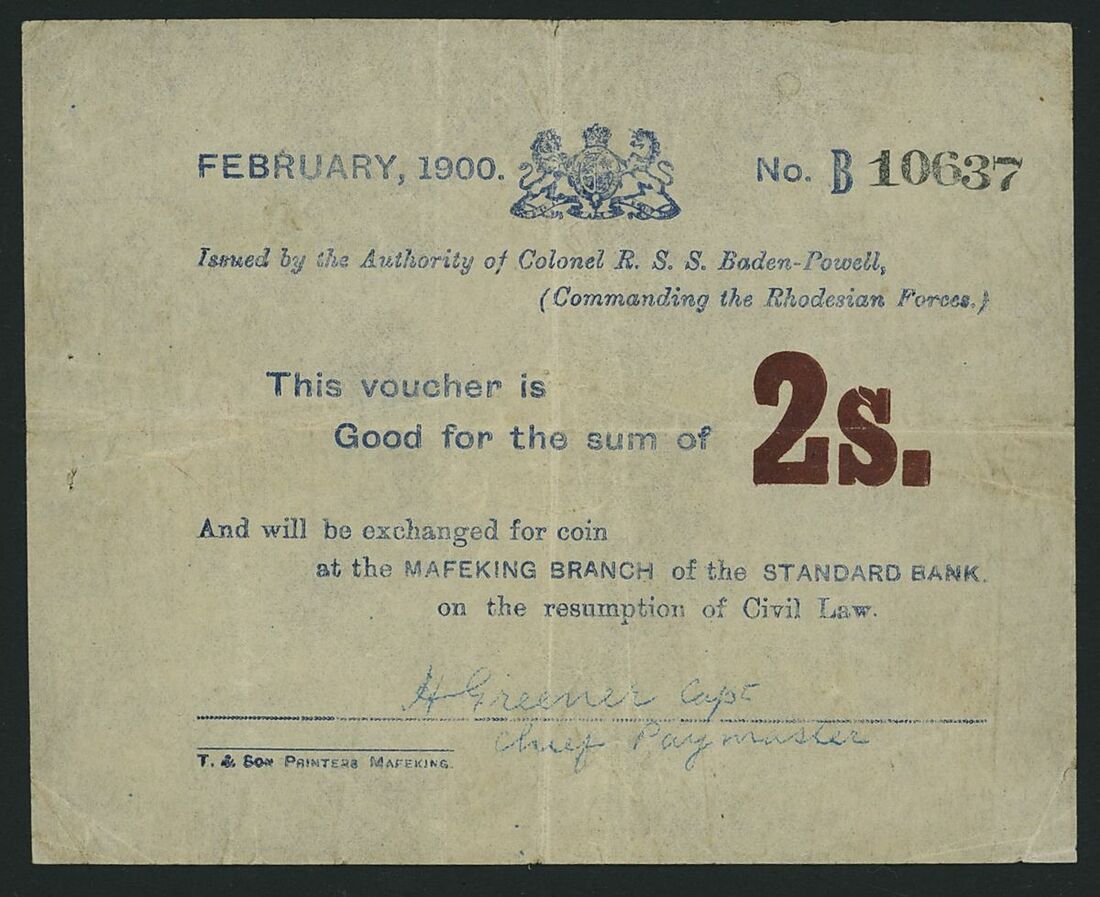 FEBRUARY, 1900. No. B 10637
Issued by the Authority of Colonel R. S. S. Baden-Powell,
(Commanding the Rhodesian Forces.)
This voucher is
Good for the sum of 2s.
And will be exchanged for coin
at the MAFEKING BRANCH of the STANDARD BANK.
on the resumption of Civil Law.
H Greener Capt
Chief Paymaster
T. & SON PRINTERS MAFEKING.